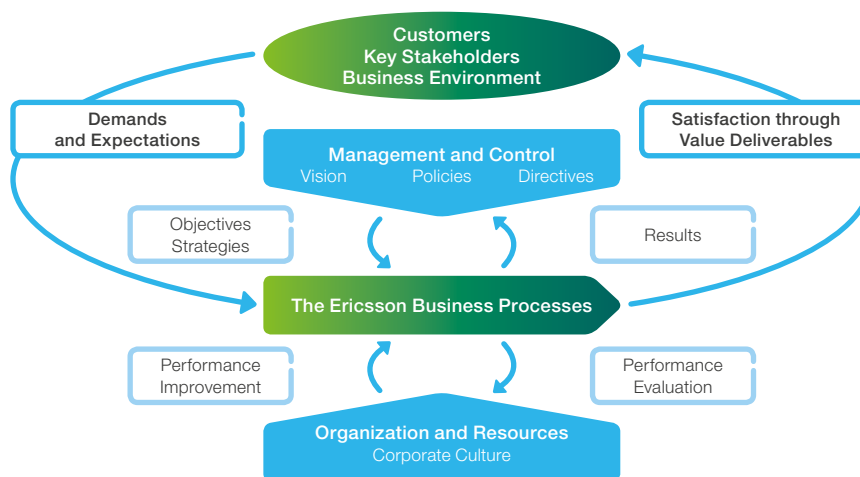 Customers
Key Stakeholders
Business Environment
Demands
and Expectations
Satisfaction through
Value Deliverables
Management and Control
Vision Policies Directives
Objectives
Strategies
Results
The Ericsson Business Processes
Performance
Improvement
Performance
Evaluation
Organization and Resources
Corporate Culture